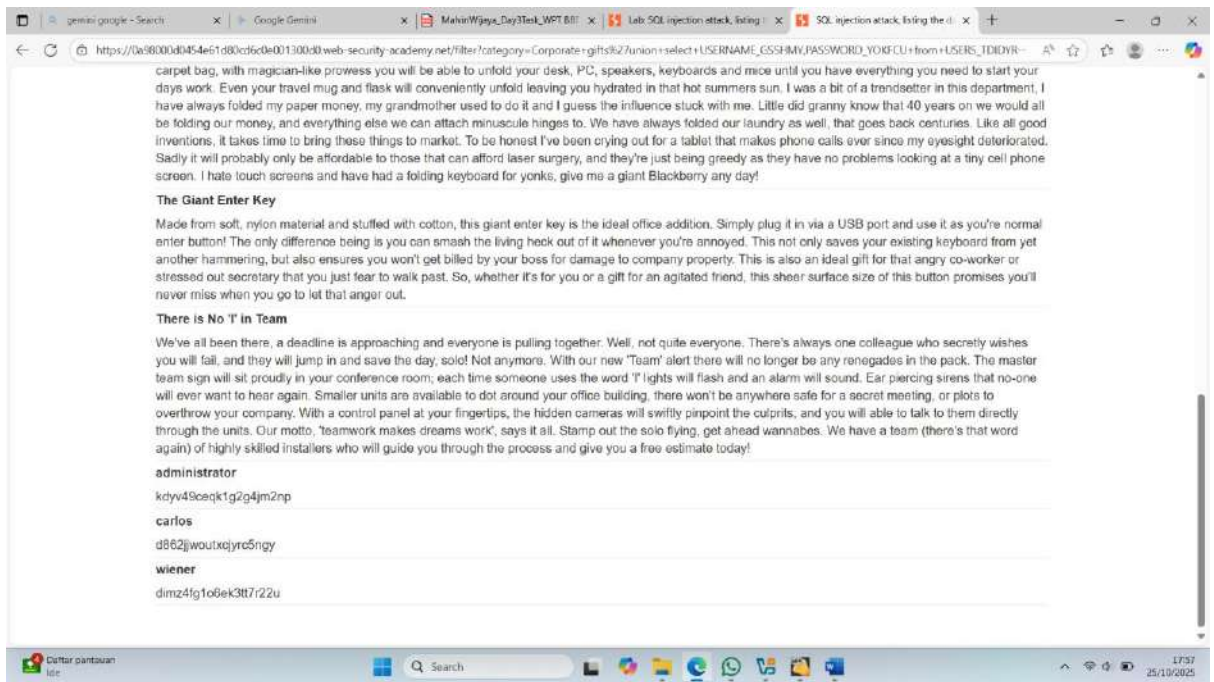 gemini google - Search
Google Gemini
MalvinWijaya_Day3Task_WPT BBT
Lab: SQL injection attack, listing t
SQL injection attack, listing the d
https://0a98000d0454e61d80cd6c0e001300d0.web-security-academy.net/filter?category=Corporate+gifts%27union+select+USERNAME_GSSHMY,PASSWORD_YOKFCU+from+USERS_TDIDYR···
carpet bag, with magician-like prowess you will be able to unfold your desk, PC, speakers, keyboards and mice until you have everything you need to start your
days work. Even your travel mug and flask will conveniently unfold leaving you hydrated in that hot summers sun. I was a bit of a trendsetter in this department, I
have always folded my paper money, my grandmother used to do it and I guess the influence stuck with me. Little did granny know that 40 years on we would all
be folding our money, and everything else we can attach minuscule hinges to. We have always folded our laundry as well, that goes back centuries. Like all good
inventions, it takes time to bring these things to market. To be honest I've been crying out for a tablet that makes phone calls ever since my eyesight deteriorated.
Sadly it will probably only be affordable to those that can afford laser surgery, and they're just being greedy as they have no problems looking at a tiny cell phone
screen. I hate touch screens and have had a folding keyboard for yonks, give me a giant Blackberry any day!
The Giant Enter Key
Made from soft, nylon material and stuffed with cotton, this giant enter key is the ideal office addition. Simply plug it in via a USB port and use it as you're normal
enter button! The only difference being is you can smash the living heck out of it whenever you're annoyed. This not only saves your existing keyboard from yet
another hammering, but also ensures you won't get billed by your boss for damage to company property. This is also an ideal gift for that angry co-worker or
stressed out secretary that you just fear to walk past. So, whether it's for you or a gift for an agitated friend, this sheer surface size of this button promises you'll
never miss when you go to let that anger out.
There is No 'I' in Team
We've all been there, a deadline is approaching and everyone is pulling together. Well, not quite everyone. There's always one colleague who secretly wishes
you will fail, and they will jump in and save the day, solo! Not anymore. With our new 'Team' alert there will no longer be any renegades in the pack. The master
team sign will sit proudly in your conference room; each time someone uses the word 'I' lights will flash and an alarm will sound. Ear piercing sirens that no-one
will ever want to hear again. Smaller units are available to dot around your office building, there won't be anywhere safe for a secret meeting, or plots to
overthrow your company. With a control panel at your fingertips, the hidden cameras will swiftly pinpoint the culprits, and you will able to talk to them directly
through the units. Our motto, 'teamwork makes dreams work', says it all. Stamp out the solo flying, get ahead wannabes. We have a team (there's that word
again) of highly skilled installers who will guide you through the process and give you a free estimate today!
administrator
kdyv49ceqk1g2g4jm2np
carlos
d862jjwoutxcjyrc5ngy
wiener
dimz4fg1o6ek3tt7r22u
Daftar pantauan
Ide
Search
17:57
25/10/2025